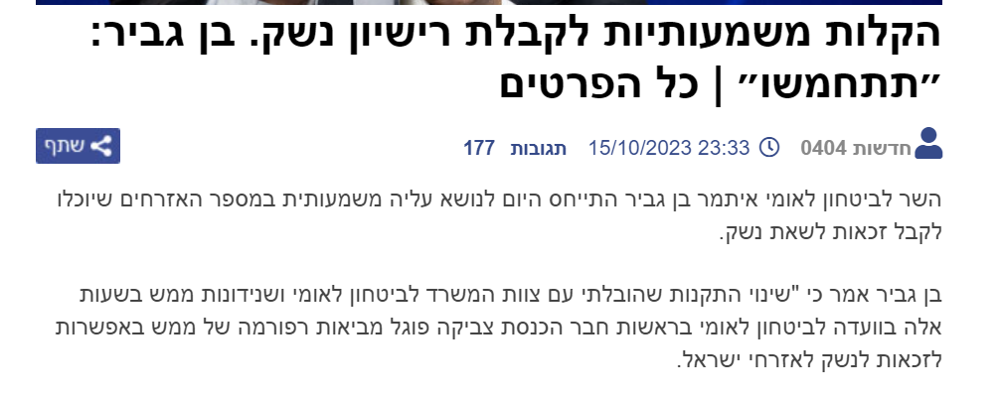 הקלות משמעותיות לקבלת רישיון נשק. בן גביר:
״תתחמשו״ | כל הפרטים
חדשות 0404 15/10/2023 23:33 תגובות 177 שתף
השר לביטחון לאומי איתמר בן גביר התייחס היום לנושא עליה משמעותית במספר האזרחים שיוכלו
לקבל זכאות לשאת נשק.
בן גביר אמר כי "שינוי התקנות שהובלתי עם צוות המשרד לביטחון לאומי ושנידונות ממש בשעות
אלה בוועדה לביטחון לאומי בראשות חבר הכנסת צביקה פוגל מביאות רפורמה של ממש באפשרות
לזכאות לנשק לאזרחי ישראל.